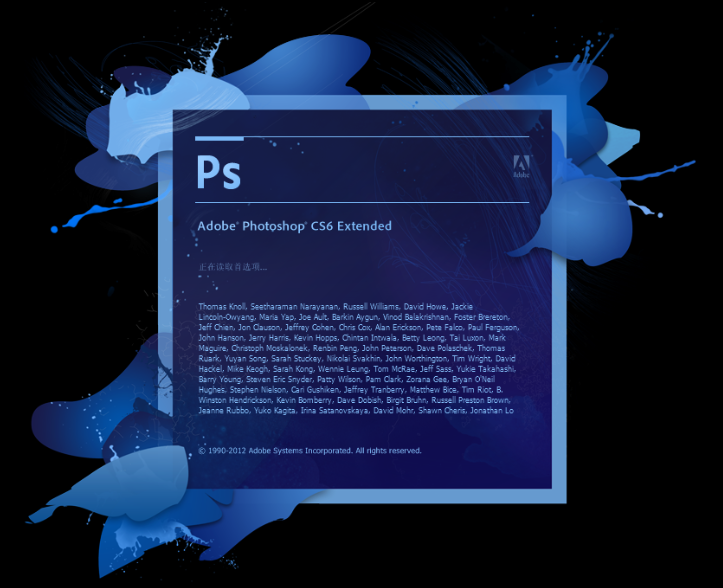 Ps
Adobe
Adobe® Photoshop® CS6 Extended
正在读取首选项...
Thomas Knoll, Seetharaman Narayanan, Russell Williams, David Howe, Jackie
Lincoln-Owyang, Maria Yap, Joe Ault, Barkin Aygun, Vinod Balakrishnan, Foster Brereton,
Jeff Chien, Jon Clauson, Jeffrey Cohen, Chris Cox, Alan Erickson, Pete Falco, Paul Ferguson,
John Hanson, Jerry Harris, Kevin Hopps, Chintan Intwala, Betty Leong, Tai Luxon, Mark
Maguire, Christoph Moskalonek, Renbin Peng, John Peterson, Dave Polaschek, Thomas
Ruark, Yuyan Song, Sarah Stuckey, Nikolai Svakhin, John Worthington, Tim Wright, David
Hackel, Mike Keogh, Sarah Kong, Wennie Leung, Tom McRae, Jeff Sass, Yukie Takahashi,
Barry Young, Steven Eric Snyder, Patty Wilson, Pam Clark, Zorana Gee, Bryan O'Neil
Hughes, Stephen Nielson, Cari Gushiken, Jeffrey Tranberry, Matthew Bice, Tim Riot, B.
Winston Hendrickson, Kevin Bomberry, Dave Dobish, Birgit Bruhn, Russell Preston Brown,
Jeanne Rubbo, Yuko Kagita, Irina Satanovskaya, David Mohr, Shawn Cheris, Jonathan Lo
© 1990-2012 Adobe Systems Incorporated. All rights reserved.